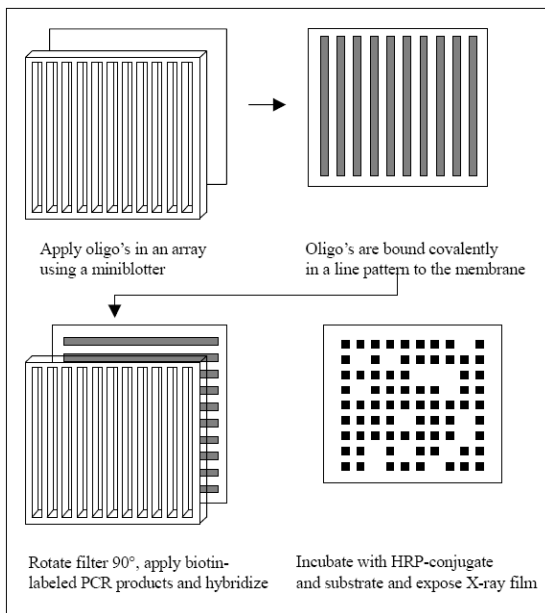 Apply oligo's in an array
using a miniblotter
Oligo's are bound covalently
in a line pattern to the membrane
Rotate filter 90°, apply biotin-
labeled PCR products and hybridize
Incubate with HRP-conjugate
and substrate and expose X-ray film